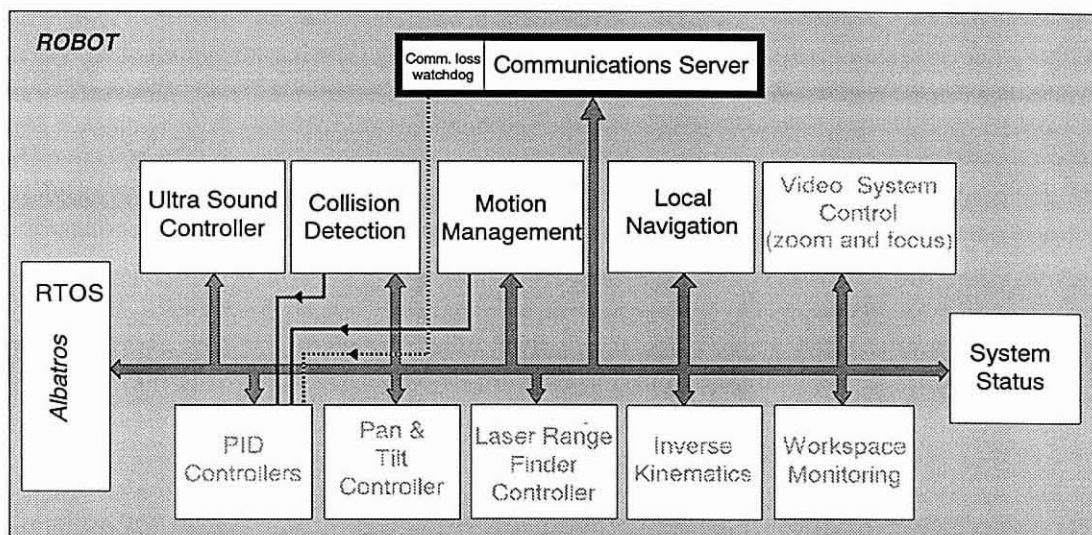 ROBOT
Comm. loss
watchdog
Communications Server
Ultra Sound
Controller
Collision
Detection
Motion
Management
Local
Navigation
Video System
Control
(zoom and focus)
RTOS
Albatros
System
Status
PID
Controllers
Pan &
Tilt
Controller
Laser Range
Finder
Controller
Inverse
Kinematics
Workspace
Monitoring